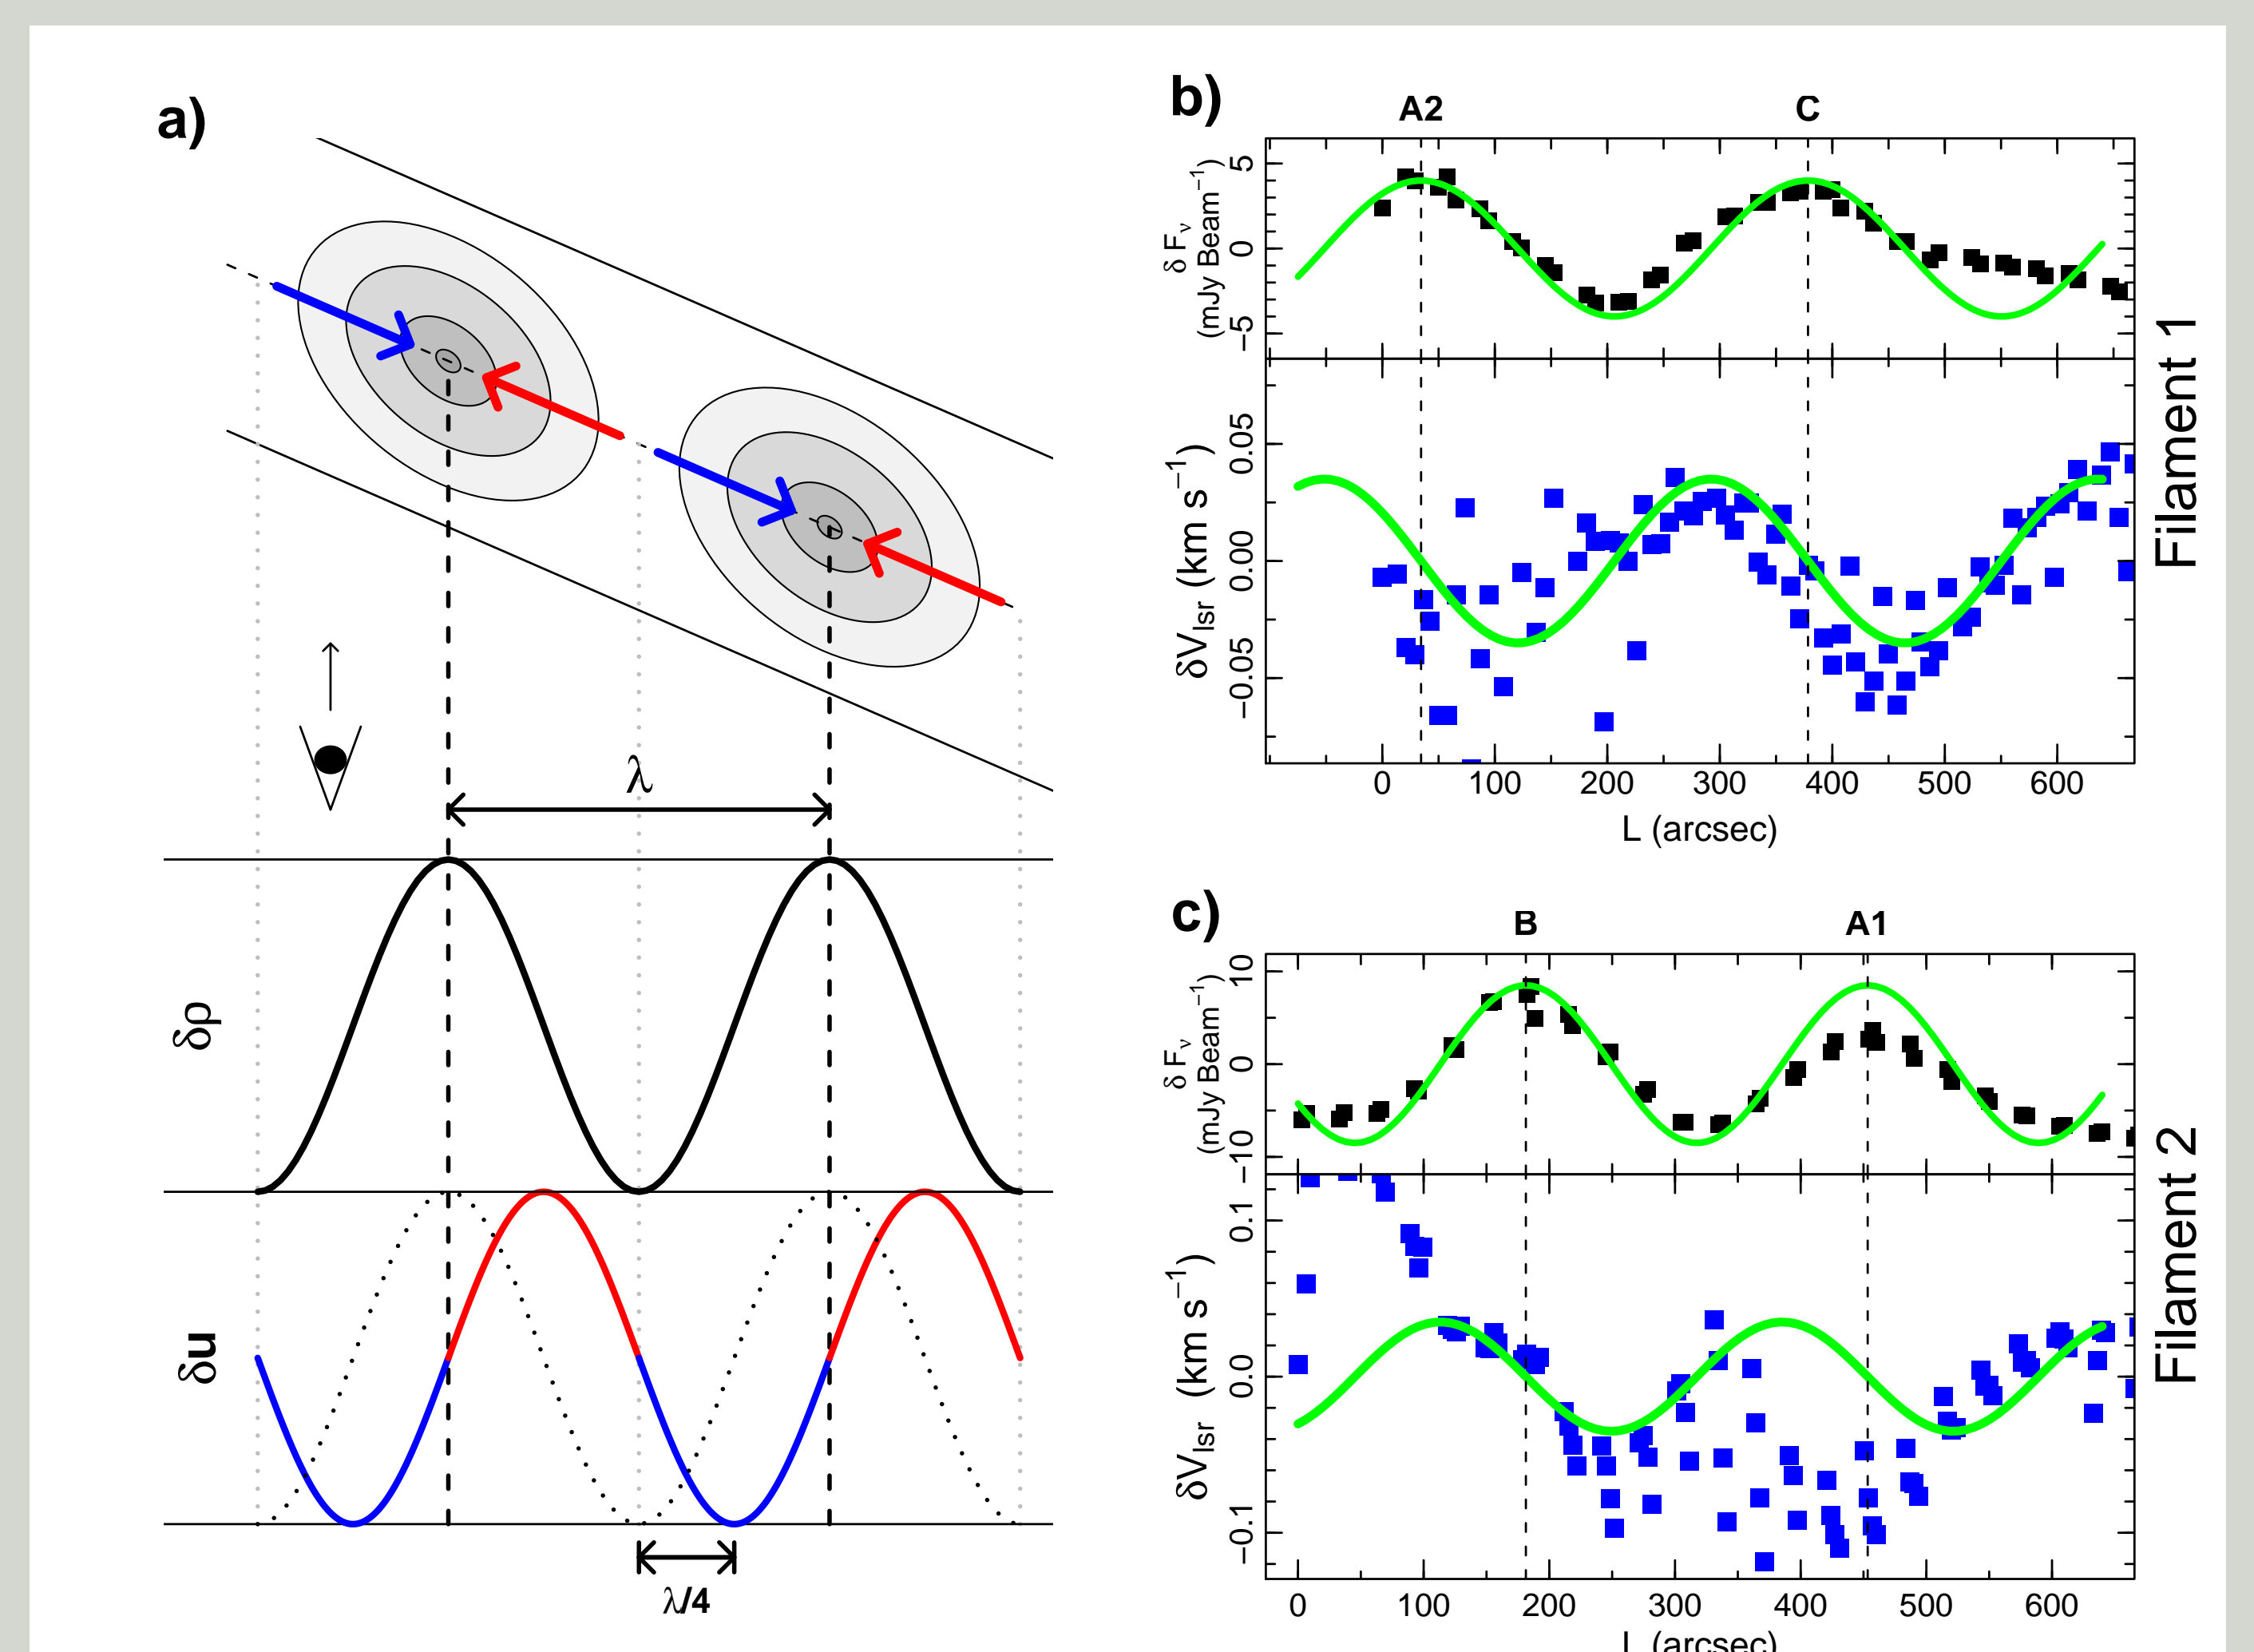 a)
λ
δρ
δu
λ/4
b)
A2 C
δ Fν
(mJy Beam−1)
5
0
−5
δVlsr (km s−1)
0.05
0.00
−0.05
0 100 200 300 400 500 600
L (arcsec)
Filament 1
c)
B A1
δ Fν
(mJy Beam−1)
10
0
−10
δVlsr (km s−1)
0.1
0.0
−0.1
0 100 200 300 400 500 600
L (arcsec)
Filament 2